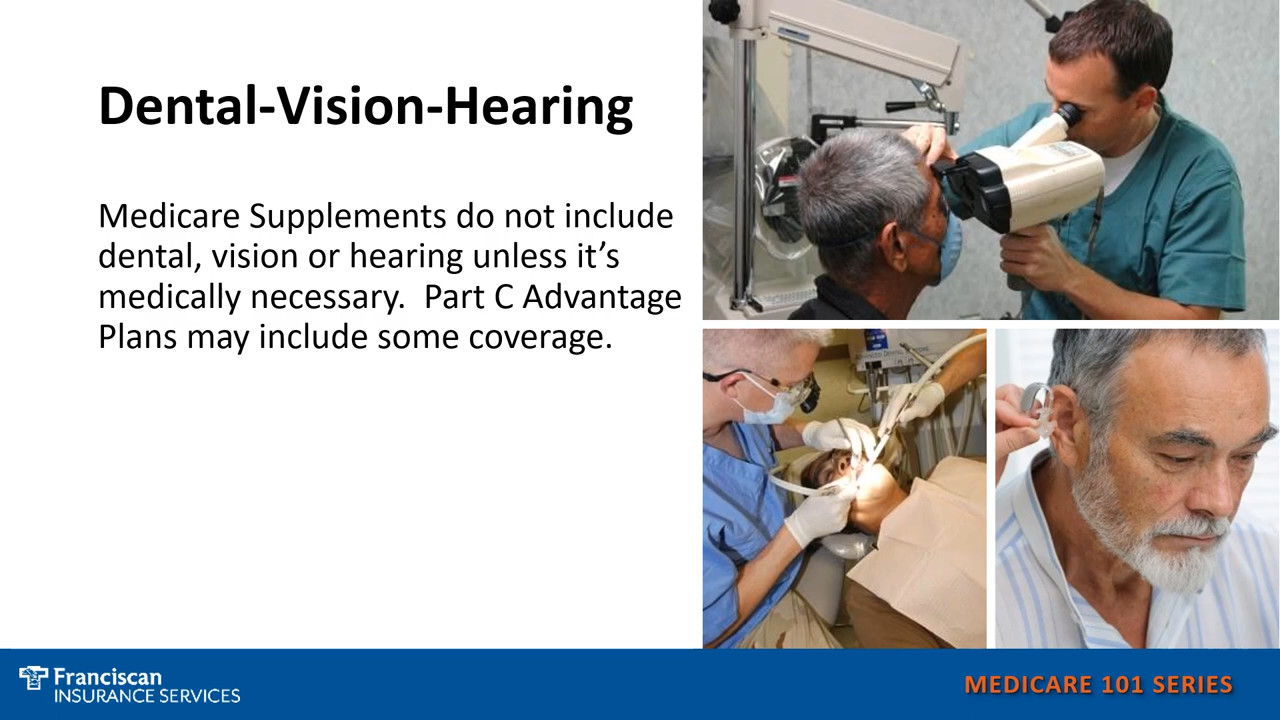 Dental-Vision-Hearing
Medicare Supplements do not include
dental, vision or hearing unless it’s
medically necessary.  Part C Advantage
Plans may include some coverage.
Franciscan
INSURANCE SERVICES
MEDICARE 101 SERIES